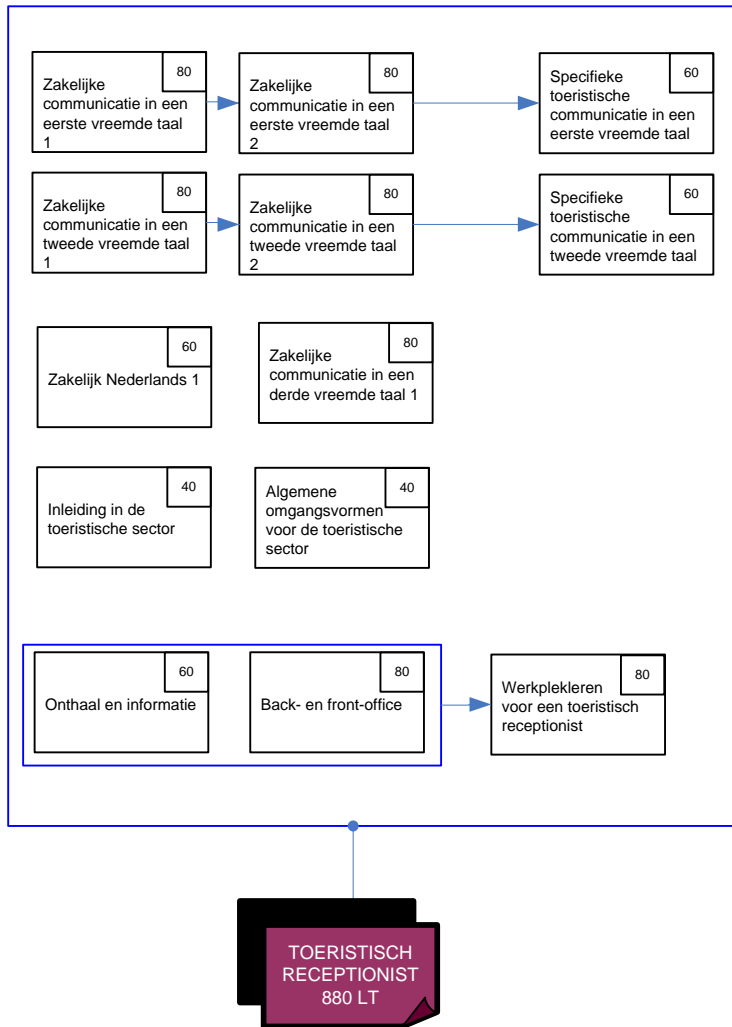 80
Zakelijke
communicatie in een
eerste vreemde taal
1
80
Zakelijke
communicatie in een
eerste vreemde taal
2
60
Specifieke
toeristische
communicatie in een
eerste vreemde taal
80
Zakelijke
communicatie in een
tweede vreemde taal
1
80
Zakelijke
communicatie in een
tweede vreemde taal
2
60
Specifieke
toeristische
communicatie in een
tweede vreemde taal
60
Zakelijk Nederlands 1
80
Zakelijke
communicatie in een
derde vreemde taal 1
40
Inleiding in de
toeristische sector
40
Algemene
omgangsvormen
voor de toeristische
sector
60
Onthaal en informatie
80
Back- en front-office
80
Werkplekleren
voor een toeristisch
receptionist
TOERISTISCH
RECEPTIONIST
880 LT